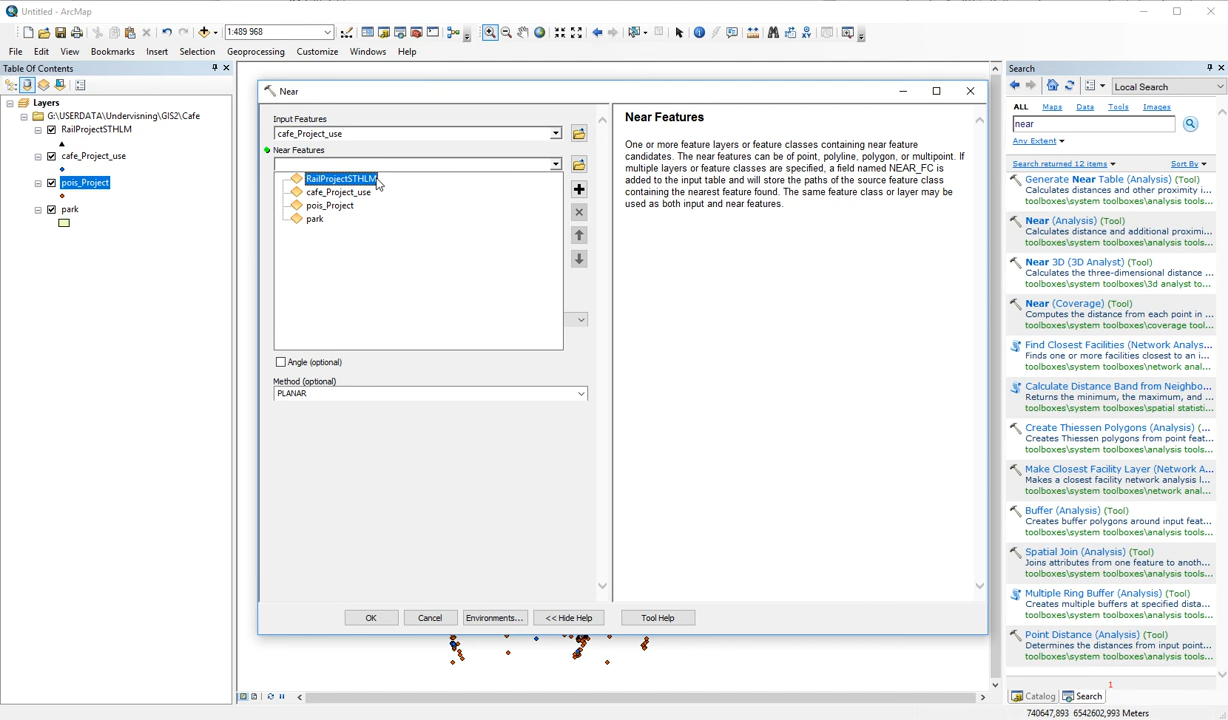 Untitled - ArcMap
1:489 968
File Edit View Bookmarks Insert Selection Geoprocessing Customize Windows Help
Table Of Contents
Layers
G:\USERDATA\Undervisning\GIS2\Cafe
RailProjectSTHLM
cafe_Project_use
pois_Project
park
Near
Input Features
cafe_Project_use
Near Features
RailProjectSTHLM
cafe_Project_use
pois_Project
park
Angle (optional)
Method (optional)
PLANAR
OK Cancel Environments... << Hide Help Tool Help
Near Features
One or more feature layers or feature classes containing near feature
candidates. The near features can be of point, polyline, polygon, or multipoint. If
multiple layers or feature classes are specified, a field named NEAR_FC is
added to the input table and will store the paths of the source feature class
containing the nearest feature found. The same feature class or layer may be
used as both input and near features.
Search
Local Search
ALL Maps Data Tools Images
near
Any Extent
Search returned 12 items Sort By
Generate Near Table (Analysis) (Tool)
Calculates distances and other proximity i...
toolboxes\system toolboxes\analysis tools...
Near (Analysis) (Tool)
Calculates distance and additional proximi...
toolboxes\system toolboxes\analysis tools...
Near 3D (3D Analyst) (Tool)
Calculates the three-dimensional distance ...
toolboxes\system toolboxes\3d analyst to...
Near (Coverage) (Tool)
Computes the distance from each point in ...
toolboxes\system toolboxes\coverage tool...
Find Closest Facilities (Network Analys...
Finds one or more facilities closest to an i...
toolboxes\system toolboxes\network anal...
Calculate Distance Band from Neighbo...
Returns the minimum, the maximum, and ...
toolboxes\system toolboxes\spatial statisti...
Create Thiessen Polygons (Analysis) (...
Creates Thiessen polygons from point feat...
toolboxes\system toolboxes\analysis tools...
Make Closest Facility Layer (Network A...
Makes a closest facility network analysis l...
toolboxes\system toolboxes\network anal...
Buffer (Analysis) (Tool)
Creates buffer polygons around input feat...
toolboxes\system toolboxes\analysis tools...
Spatial Join (Analysis) (Tool)
Joins attributes from one feature to anoth...
toolboxes\system toolboxes\analysis tools...
Multiple Ring Buffer (Analysis) (Tool)
Creates multiple buffers at specified dista...
toolboxes\system toolboxes\analysis tools...
Point Distance (Analysis) (Tool)
Determines the distances from input point...
toolboxes\system toolboxes\analysis tools...
1
Catalog Search
740647,893 6542602,993 Meters